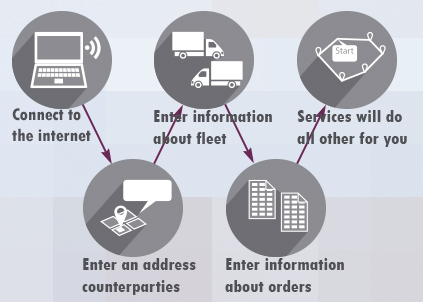 Connect to
the internet
Enter an address
counterparties
Enter information
about fleet
Enter information
about orders
Start
Services will do
all other for you